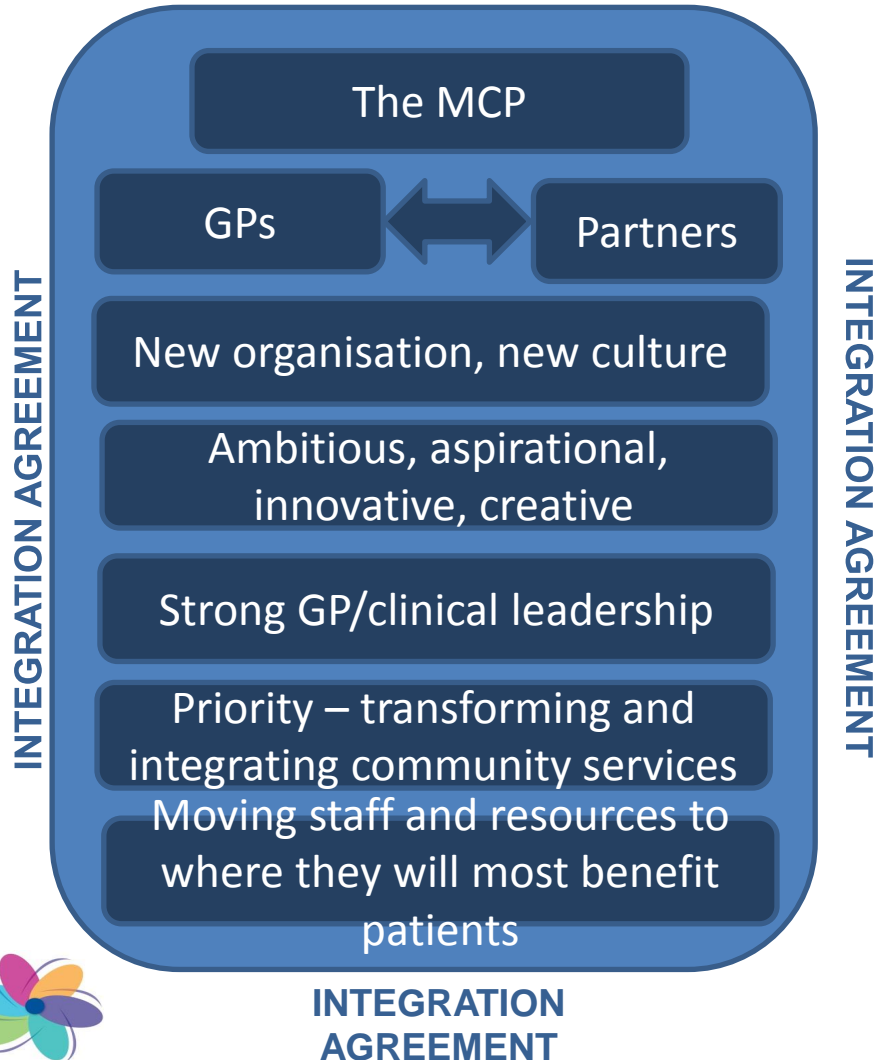 The MCP
GPs
Partners
New organisation, new culture
Ambitious, aspirational,
innovative, creative
Strong GP/clinical leadership
Priority – transforming and
integrating community services
Moving staff and resources to
where they will most benefit
patients
INTEGRATION AGREEMENT
INTEGRATION AGREEMENT
INTEGRATION
AGREEMENT